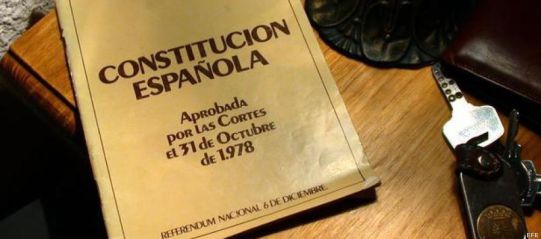 CONSTITUCION
ESPAÑOLA
APROBADA
POR LAS CORTES
EL 31 DE OCTUBRE
DE 1.978
REFERENDUM NACIONAL 6 DE DICIEMBRE
EFE